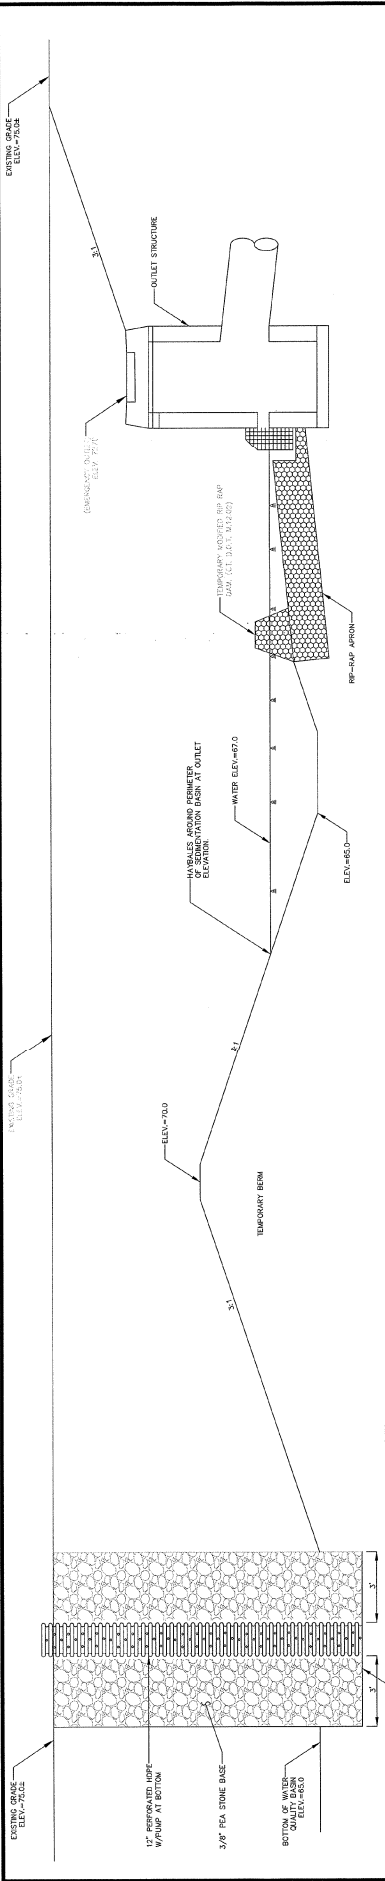 EXISTING GRADE
ELEV.=75.0±
12" PERFORATED HDPE
W/PUMP AT BOTTOM
3/8" PEA STONE BASE
BOTTOM OF WATER
QUALITY BASIN
ELEV.=65.0
3'
3'
3:1
ELEV.=70.0
TEMPORARY BERM
EXISTING GRADE
ELEV.=75.0±
3:1
HAYBALES AROUND PERIMETER
OF SEDIMENTATION BASIN AT OUTLET
ELEVATION.
WATER ELEV.=67.0
ELEV.=65.0
TEMPORARY MODIFIED RIP RAP
DAM. (CT. D.O.T. M.12.02)
RIP-RAP APRON
(EMERGENCY OUTLET)
ELEV.
OUTLET STRUCTURE
3:1
EXISTING GRADE
ELEV.=75.0±